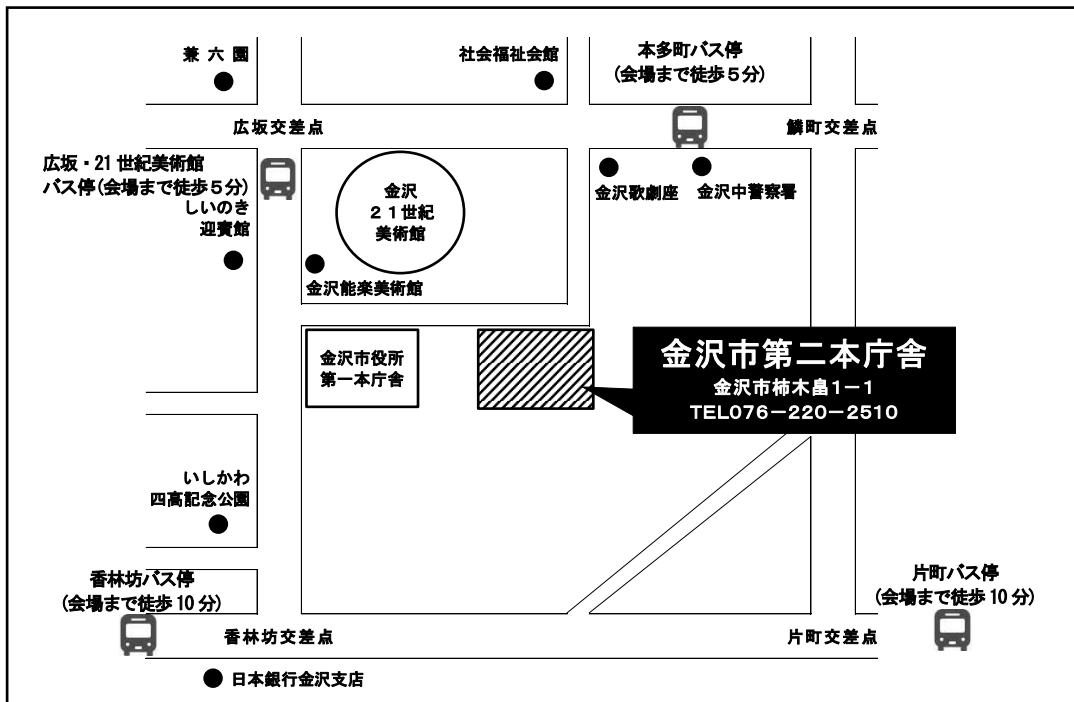 兼六園
社会福祉会館
本多町バス停
(会場まで徒歩5分)
広坂交差点
鱗町交差点
広坂・21世紀美術館
バス停(会場まで徒歩5分)
しいのき
迎賓館
金沢
21世紀
美術館
金沢歌劇座
金沢中警察署
金沢能楽美術館
金沢市役所
第一本庁舎
金沢市第二本庁舎
金沢市柿木畠1-1
TEL076-220-2510
いしかわ
四高記念公園
香林坊バス停
(会場まで徒歩10分)
片町バス停
(会場まで徒歩10分)
香林坊交差点
片町交差点
日本銀行金沢支店